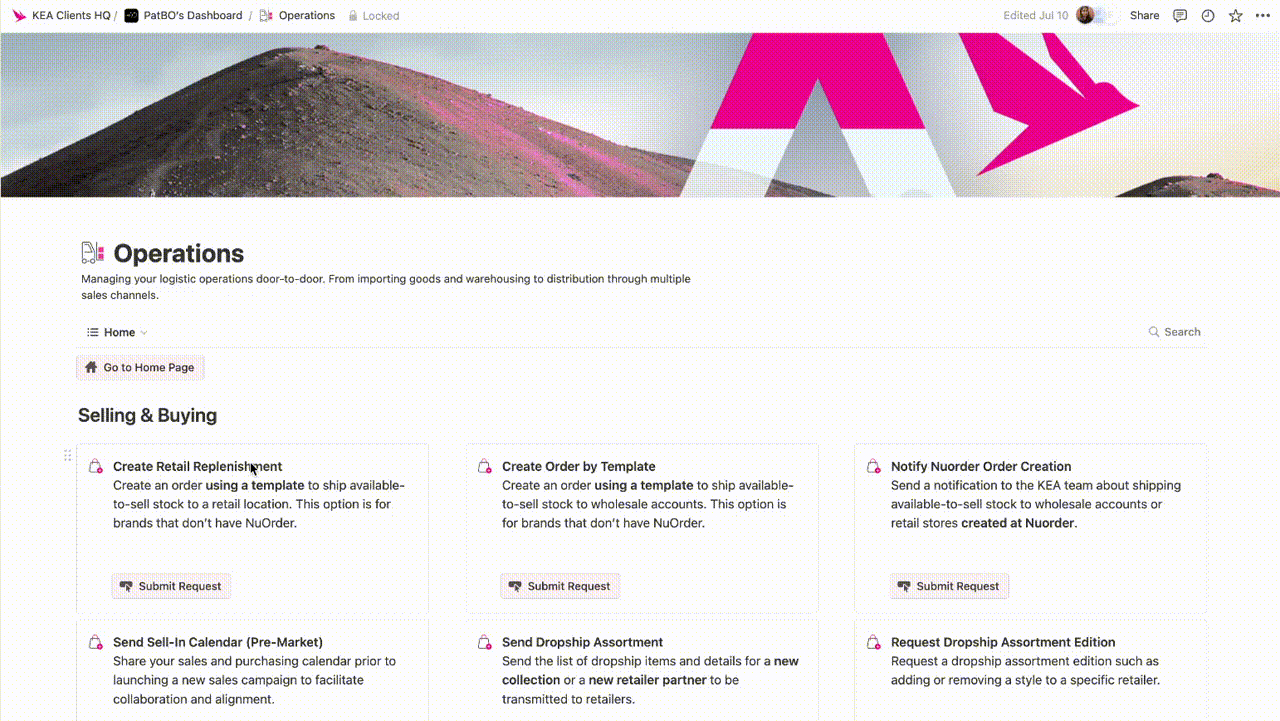 KEA Clients HQ / PatBO's Dashboard / Operations Locked Edited Jul 10 Share
Operations
Managing your logistic operations door-to-door. From importing goods and warehousing to distribution through multiple
sales channels.
Home Search
Go to Home Page
Selling & Buying
Create Retail Replenishment
Create an order using a template to ship available-
to-sell stock to a retail location. This option is for
brands that don't have NuOrder.
Submit Request
Create Order by Template
Create an order using a template to ship available-
to-sell stock to wholesale accounts. This option is
for brands that don't have NuOrder.
Submit Request
Notify Nuorder Order Creation
Send a notification to the KEA team about shipping
available-to-sell stock to wholesale accounts or
retail stores created at Nuorder.
Submit Request
Send Sell-In Calendar (Pre-Market)
Share your sales and purchasing calendar prior to
launching a new sales campaign to facilitate
collaboration and alignment.
Send Dropship Assortment
Send the list of dropship items and details for a new
collection or a new retailer partner to be
transmitted to retailers.
Request Dropship Assortment Edition
Request a dropship assortment edition such as
adding or removing a style to a specific retailer.